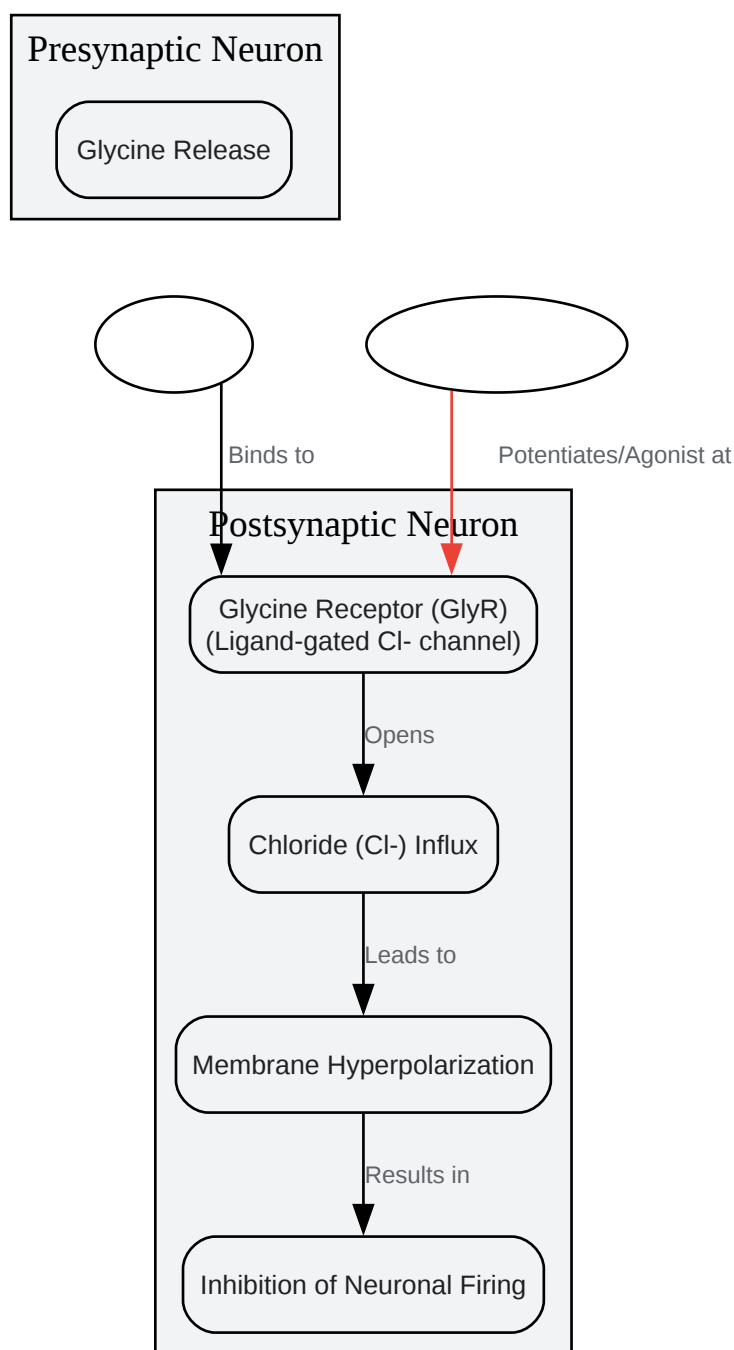 Presynaptic Neuron
Glycine Release
Binds to
Potentiates/Agonist at
Postsynaptic Neuron
Glycine Receptor (GlyR)
(Ligand-gated Cl- channel)
Opens
Chloride (Cl-) Influx
Leads to
Membrane Hyperpolarization
Results in
Inhibition of Neuronal Firing